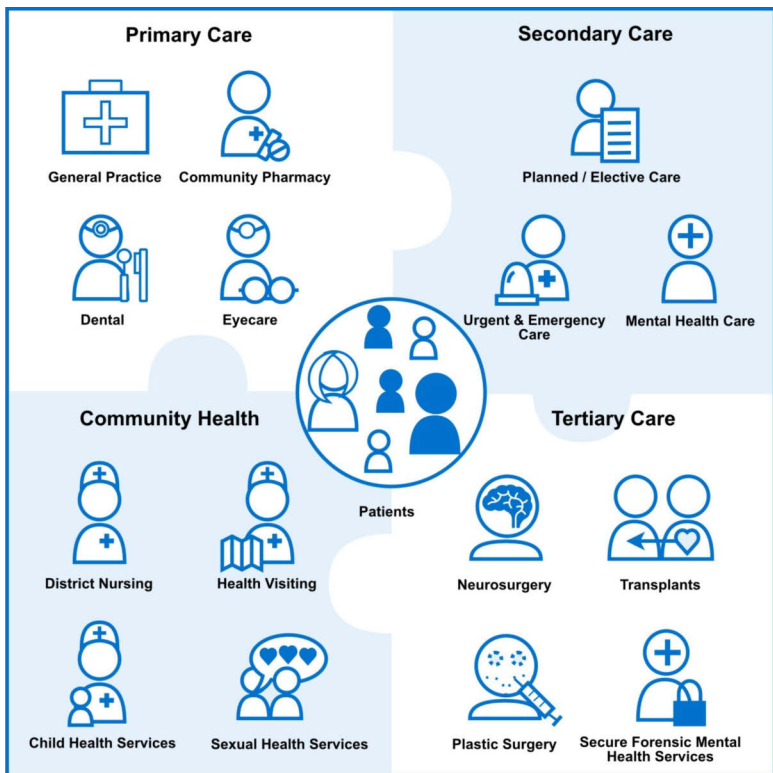 Primary Care
General Practice
Community Pharmacy
Dental
Eyecare
Secondary Care
Planned / Elective Care
Urgent & Emergency
Care
Mental Health Care
Patients
Community Health
District Nursing
Health Visiting
Child Health Services
Sexual Health Services
Tertiary Care
Neurosurgery
Transplants
Plastic Surgery
Secure Forensic Mental
Health Services